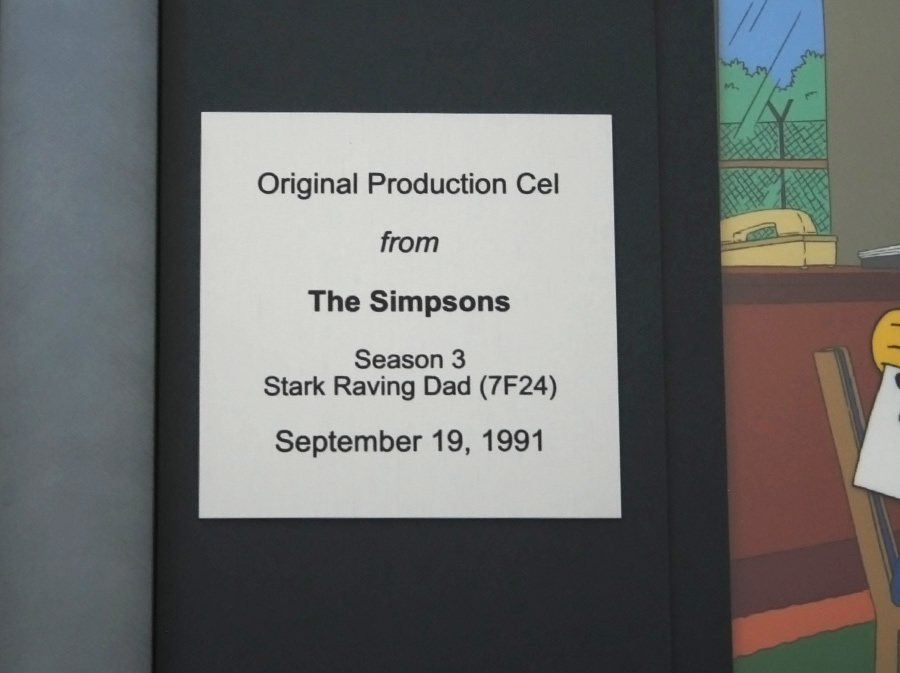 Original Production Cel
from
The Simpsons
Season 3
Stark Raving Dad (7F24)
September 19, 1991